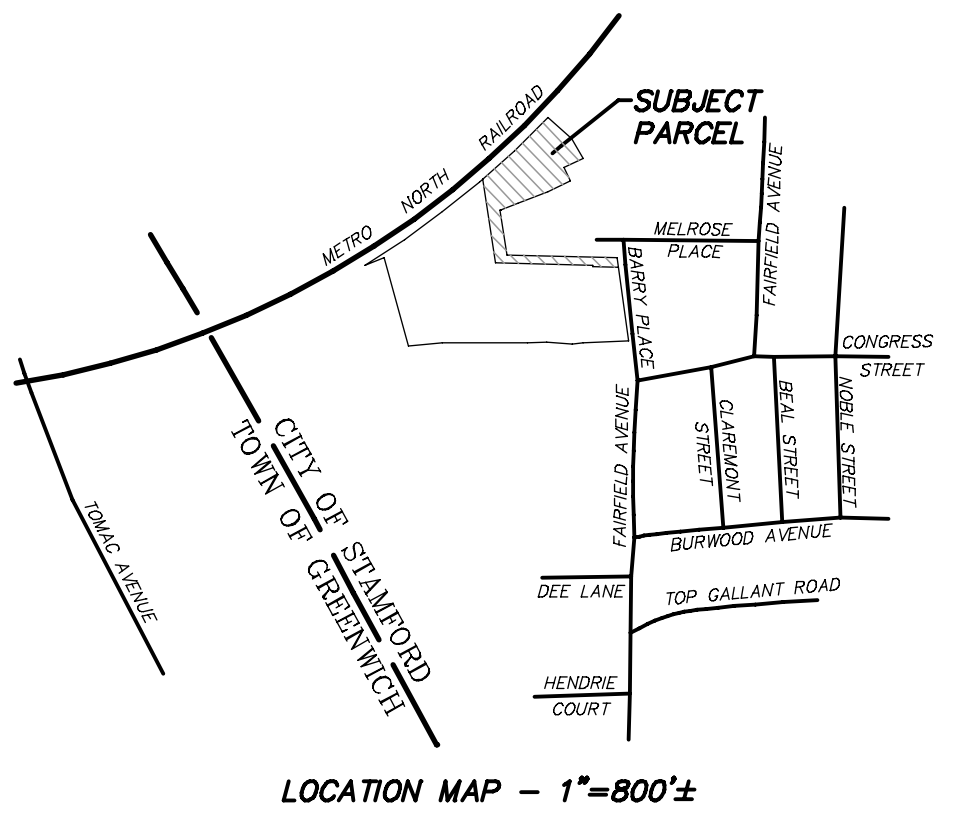 SUBJECT
PARCEL
METRO NORTH RAILROAD
FAIRFIELD AVENUE
MELROSE
PLACE
BARRY PLACE
CONGRESS
STREET
FAIRFIELD AVENUE
CLAREMONT
STREET
BEAL STREET
NOBLE STREET
CITY OF STAMFORD
TOWN OF GREENWICH
TOMAC AVENUE
BURWOOD AVENUE
DEE LANE
TOP GALLANT ROAD
HENDRIE
COURT
LOCATION MAP - 1"=800'±